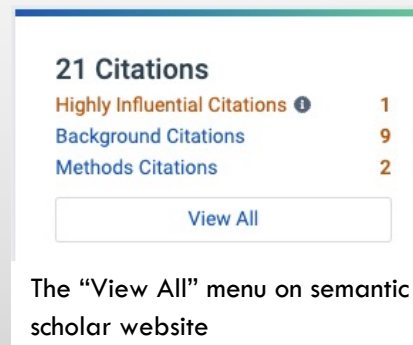 21 Citations
Highly Influential Citations 1
Background Citations 9
Methods Citations 2
View All
The “View All” menu on semantic
scholar website